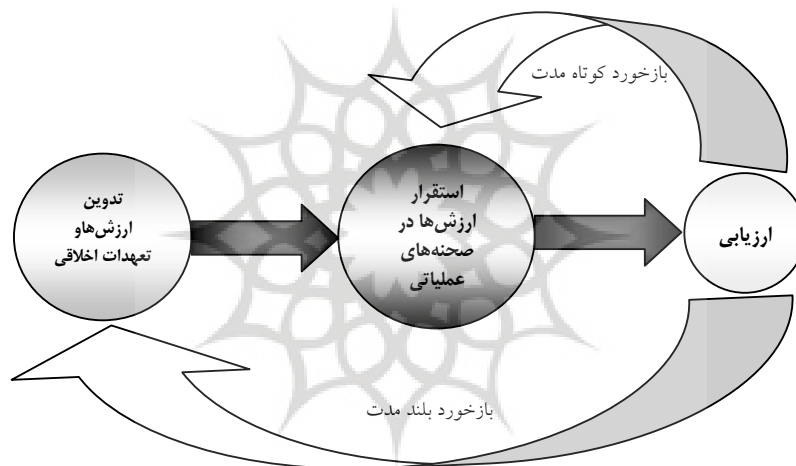 بازخورد کوتاه مدت
تدوین
ارزش‌هاو
تعهدات اخلاقی
استقرار
ارزش‌ها در
صحنه‌های
عملیاتی
ارزیابی
بازخورد بلند مدت